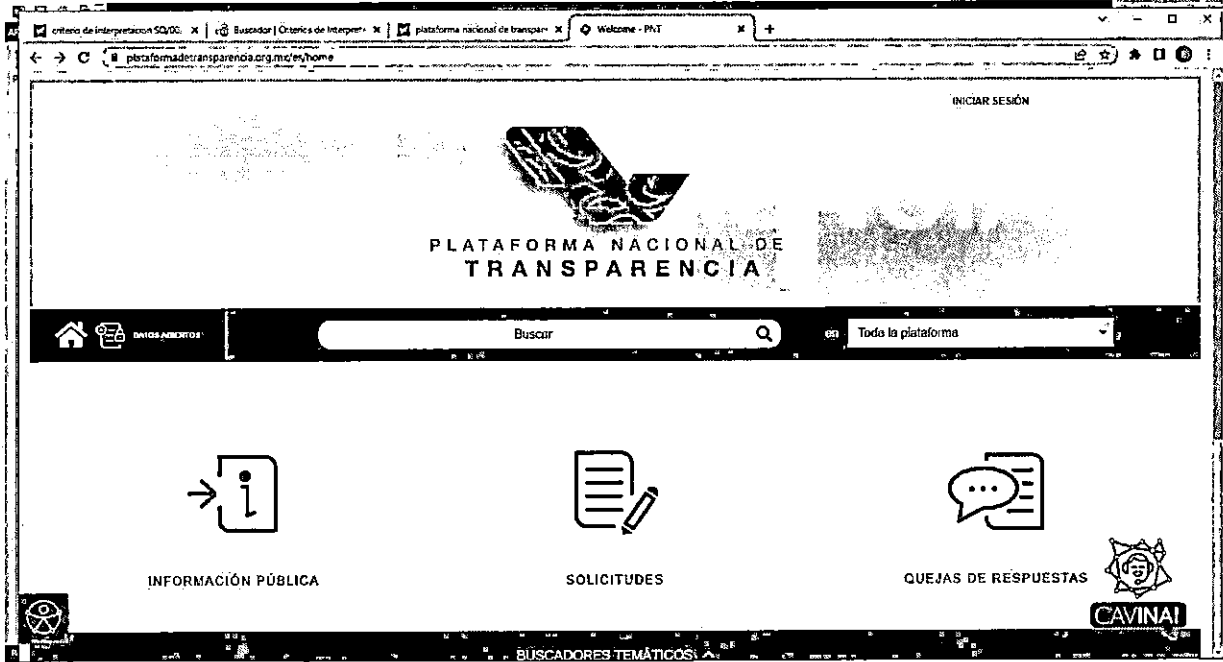 criterio de interpretacion SO/00.
Buscador | Criterios de Interpret
plataforma nacional de transpar
Welcome - PNT
plataformadetransparencia.org.mx/es/home
INICIAR SESIÓN
PLATAFORMA NACIONAL DE
TRANSPARENCIA
DATOS ABIERTOS
Buscar
en
Toda la plataforma
INFORMACIÓN PÚBLICA
SOLICITUDES
QUEJAS DE RESPUESTAS
CAVINAI
BUSCADORES TEMÁTICOS